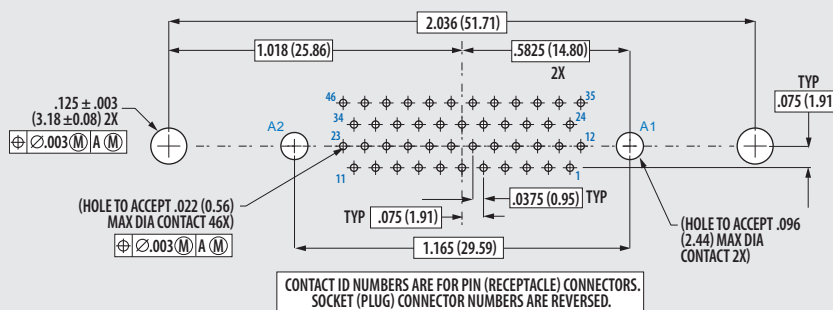 2.036 (51.71)
1.018 (25.86)
.5825 (14.80)
2X
TYP
.075 (1.91)
.125 ± .003
(3.18 ±0.08) 2X
⌖ Ø.003 Ⓜ A Ⓜ
46
35
34
24
A2
23
12
A1
11
1
(HOLE TO ACCEPT .022 (0.56)
MAX DIA CONTACT 46X)
⌖ Ø.003 Ⓜ A Ⓜ
.0375 (0.95) TYP
TYP .075 (1.91)
(HOLE TO ACCEPT .096
(2.44) MAX DIA
CONTACT 2X)
1.165 (29.59)
CONTACT ID NUMBERS ARE FOR PIN (RECEPTACLE) CONNECTORS.
SOCKET (PLUG) CONNECTOR NUMBERS ARE REVERSED.